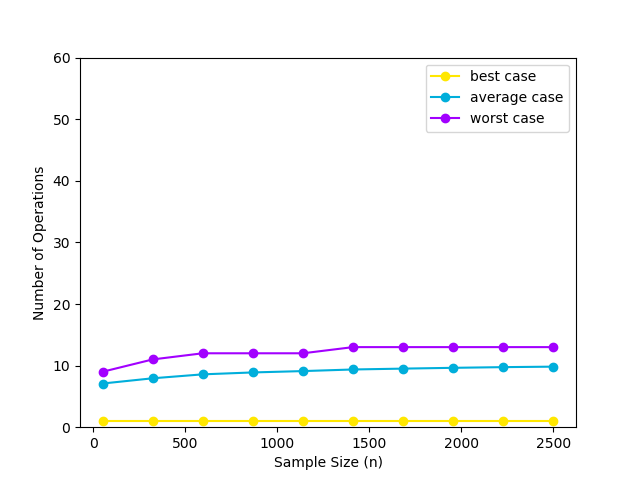 60
50
40
30
20
10
0
Number of Operations
best case
average case
worst case
0
500
1000
1500
2000
2500
Sample Size (n)